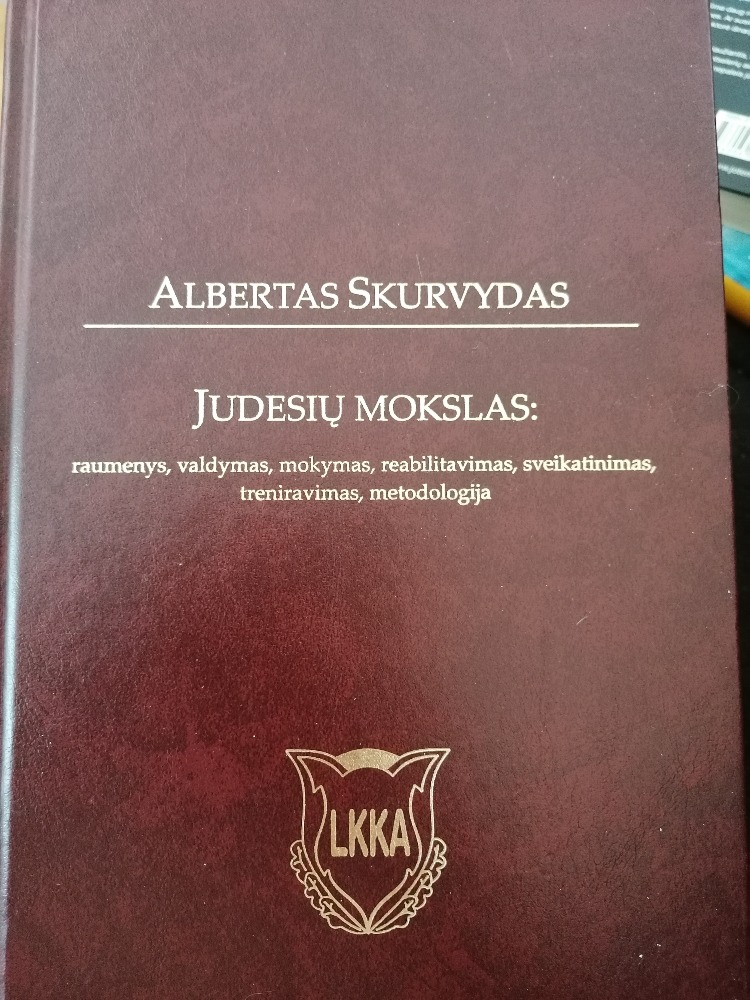 ALBERTAS SKURVYDAS
JUDESIŲ MOKSLAS:
raumenys, valdymas, mokymas, reabilitavimas, sveikatinimas,
treniravimas, metodologija
LKKA